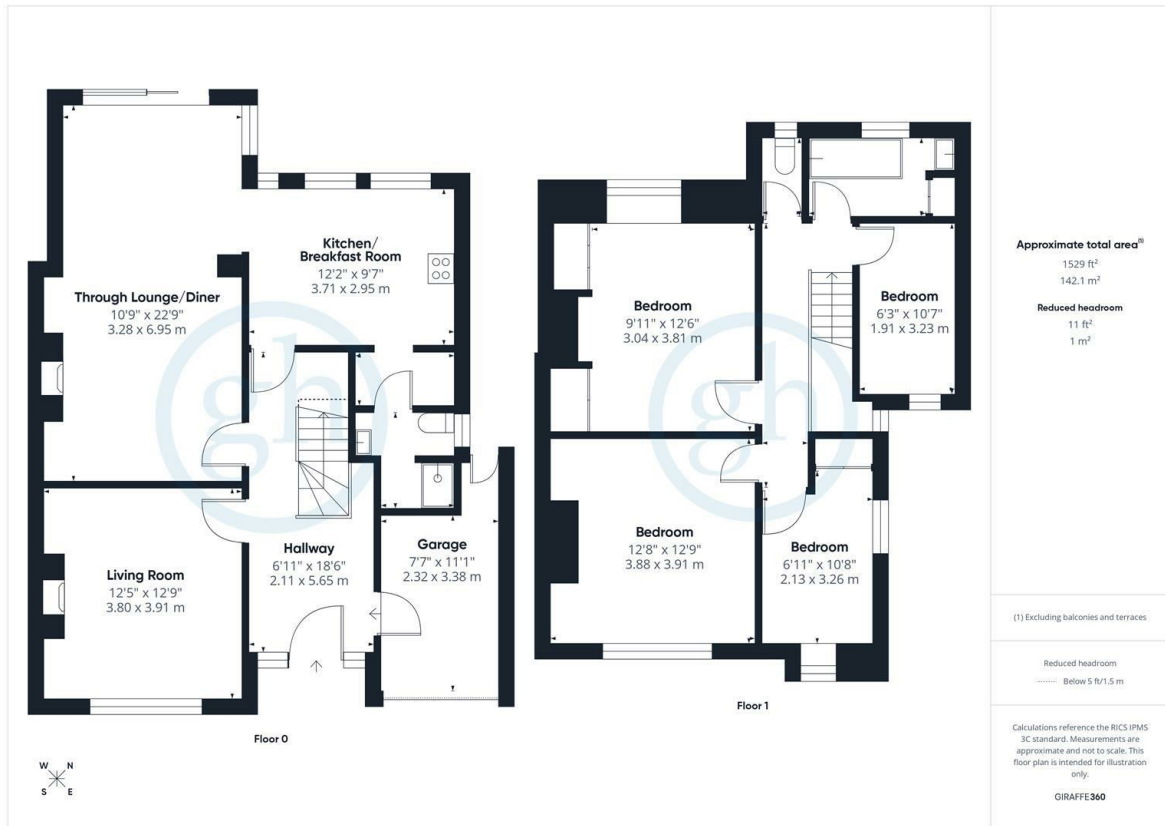 Through Lounge/Diner
10'9" x 22'9"
3.28 x 6.95 m
Kitchen/
Breakfast Room
12'2" x 9'7"
3.71 x 2.95 m
Living Room
12'5" x 12'9"
3.80 x 3.91 m
Hallway
6'11" x 18'6"
2.11 x 5.65 m
Garage
7'7" x 11'1"
2.32 x 3.38 m
gh
Floor 0
W N
S E
Bedroom
9'11" x 12'6"
3.04 x 3.81 m
Bedroom
6'3" x 10'7"
1.91 x 3.23 m
Bedroom
12'8" x 12'9"
3.88 x 3.91 m
Bedroom
6'11" x 10'8"
2.13 x 3.26 m
gh
Floor 1
Approximate total area(1)
1529 ft²
142.1 m²
Reduced headroom
11 ft²
1 m²
(1) Excluding balconies and terraces
Reduced headroom
Below 5 ft/1.5 m
Calculations reference the RICS IPMS
3C standard. Measurements are
approximate and not to scale. This
floor plan is intended for illustration
only.
GIRAFFE360